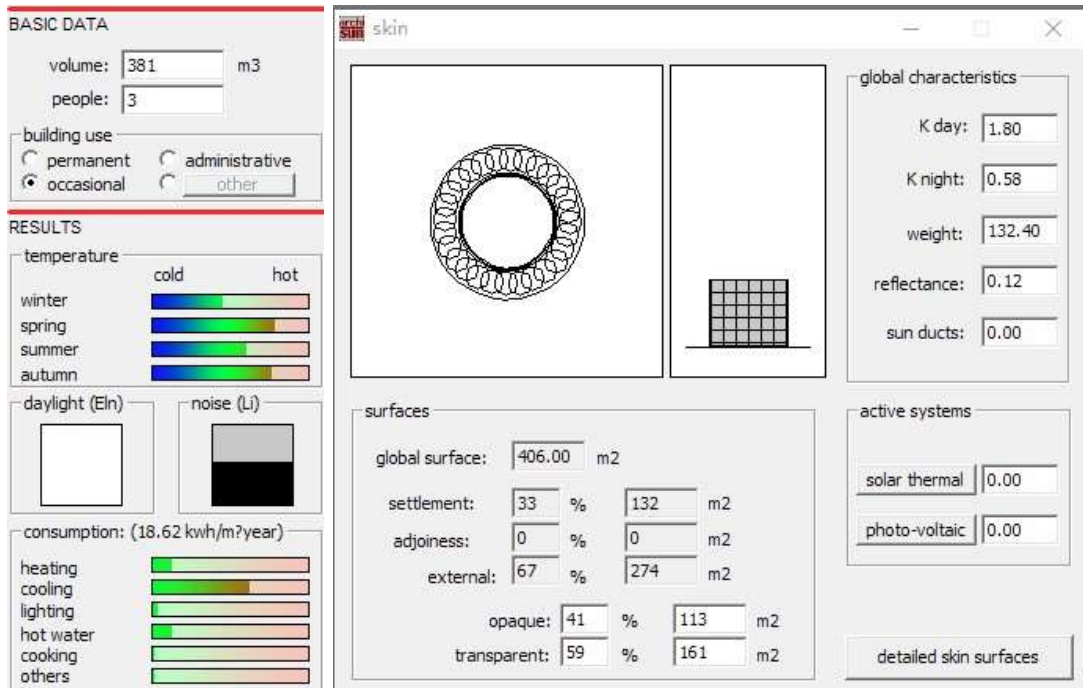 BASIC DATA
volume: 381 m3
people: 3
building use
permanent administrative
occasional other
RESULTS
temperature
cold hot
winter
spring
summer
autumn
daylight (Eln) noise (Li)
consumption: (18.62 kwh/m?year)
heating
cooling
lighting
hot water
cooking
others
archi
sun
skin
global characteristics
K day: 1.80
K night: 0.58
weight: 132.40
reflectance: 0.12
sun ducts: 0.00
surfaces
global surface: 406.00 m2
settlement: 33 % 132 m2
adjoiness: 0 % 0 m2
external: 67 % 274 m2
opaque: 41 % 113 m2
transparent: 59 % 161 m2
active systems
solar thermal 0.00
photo-voltaic 0.00
detailed skin surfaces